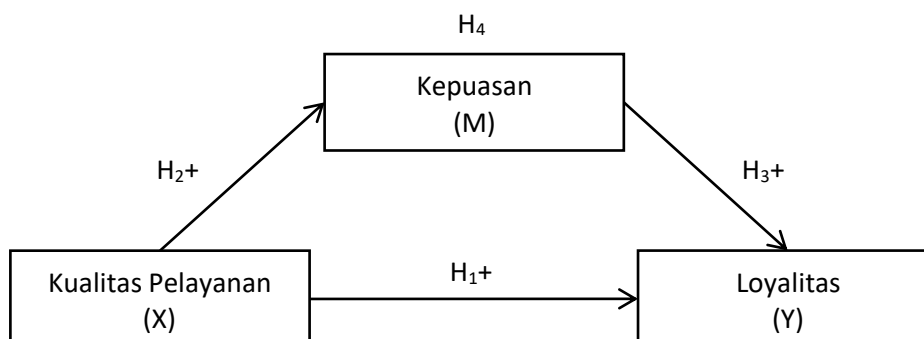 H₄
Kepuasan
(M)
H₂+
H₃+
Kualitas Pelayanan
(X)
H₁+
Loyalitas
(Y)